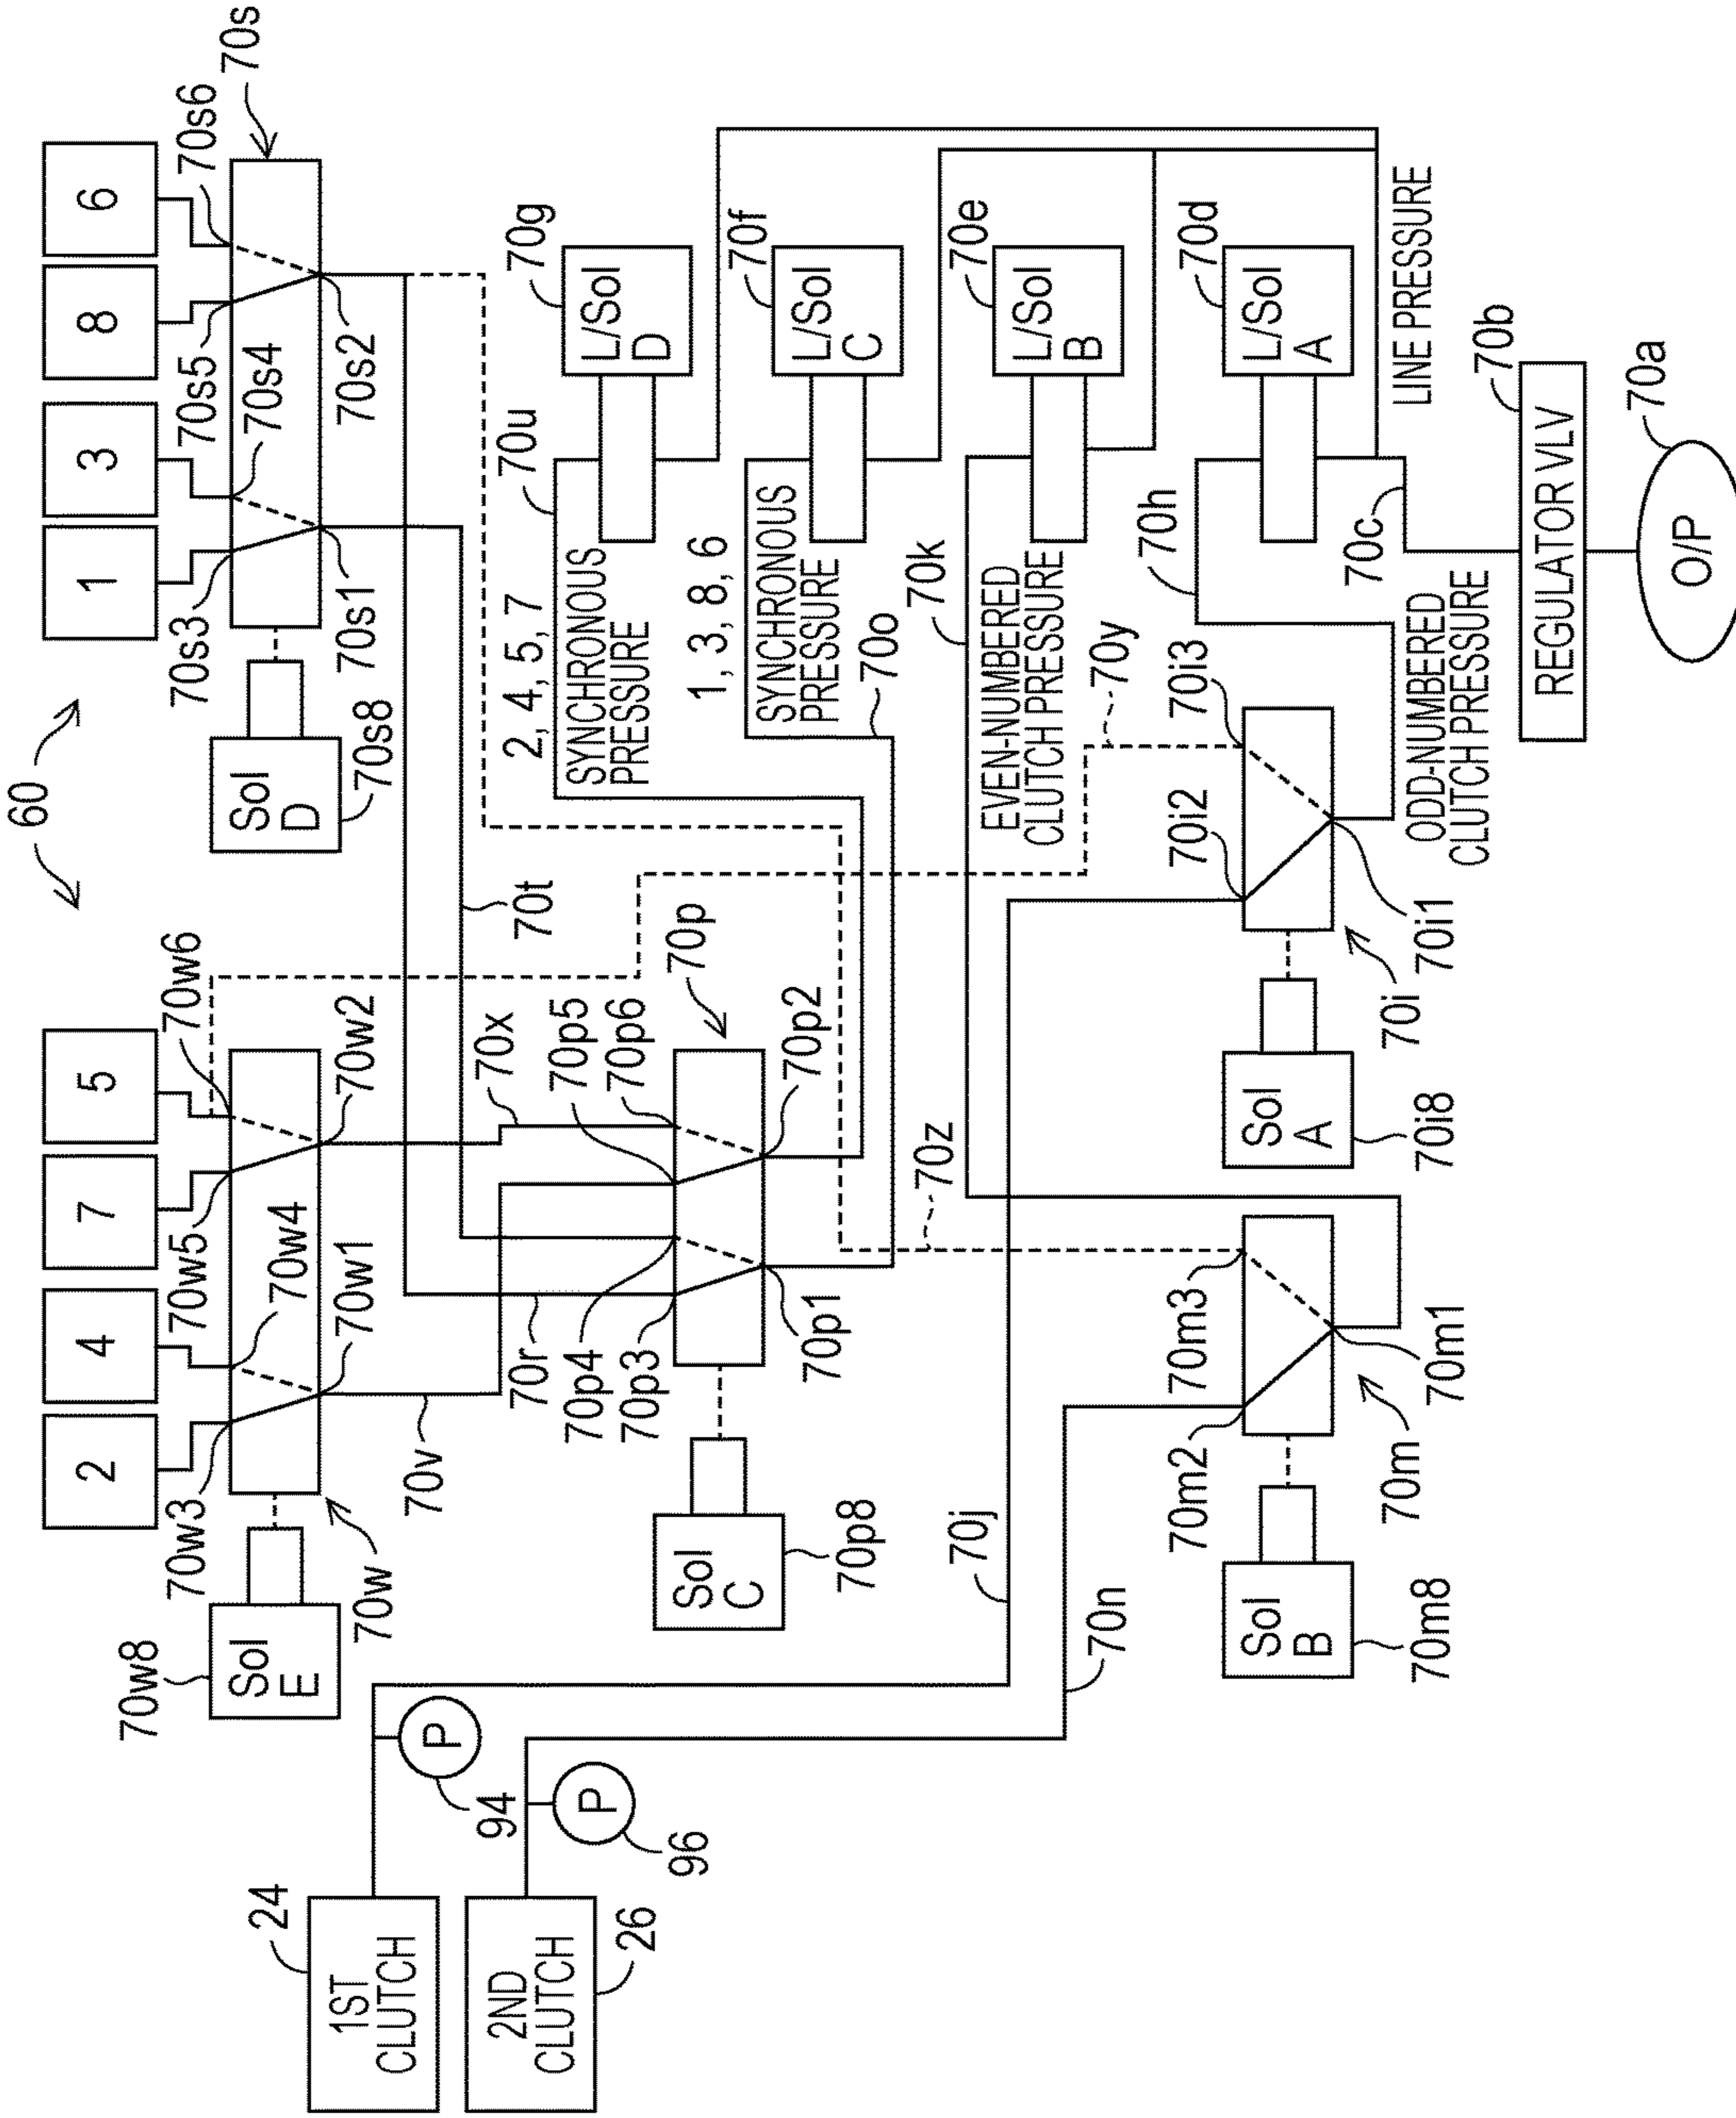 60
2
4
7
5
1
3
8
6
70w3
70w5
70w4
70w6
70s3
70s5
70s4
70s6
70s
70w8
Sol
E
70w
70w1
70w2
Sol
D
70s8
70s1
70s2
24
1ST
CLUTCH
P
94
2ND
CLUTCH
26
P
96
70v
70r
70x
70t
70p4
70p3
70p5
70p6
70p
Sol
C
70p8
70p1
70p2
2, 4, 5, 7
SYNCHRONOUS
PRESSURE
70u
70g
L/Sol
D
1, 3, 8, 6
SYNCHRONOUS
PRESSURE
70o
70f
L/Sol
C
70z
70k
EVEN-NUMBERED
CLUTCH PRESSURE
70e
L/Sol
B
70j
70n
70y
70h
70d
L/Sol
A
70m2
70m3
70i2
70i3
Sol
B
70m8
70m
70m1
Sol
A
70i8
70i
70i1
ODD-NUMBERED
CLUTCH PRESSURE
70c
LINE PRESSURE
70b
REGULATOR VLV
70a
O/P